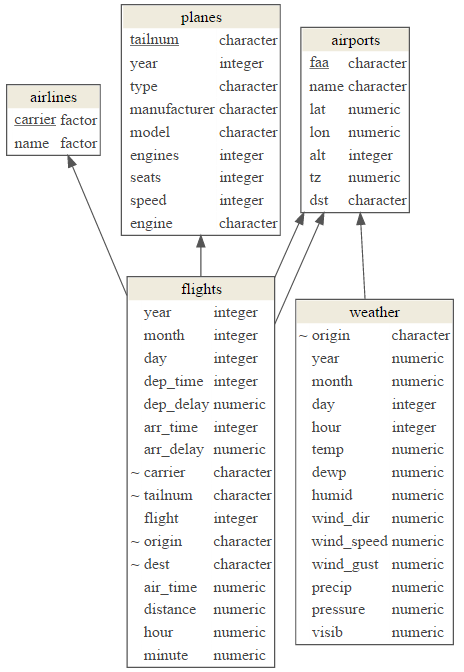 planes
tailnum character
year integer
type character
manufacturer character
model character
engines integer
seats integer
speed integer
engine character
airports
faa character
name character
lat numeric
lon numeric
alt integer
tz numeric
dst character
airlines
carrier factor
name factor
flights
year integer
month integer
day integer
dep_time integer
dep_delay numeric
arr_time integer
arr_delay numeric
~ carrier character
~ tailnum character
flight integer
~ origin character
~ dest character
air_time numeric
distance numeric
hour numeric
minute numeric
weather
~ origin character
year numeric
month numeric
day integer
hour integer
temp numeric
dewp numeric
humid numeric
wind_dir numeric
wind_speed numeric
wind_gust numeric
precip numeric
pressure numeric
visib numeric